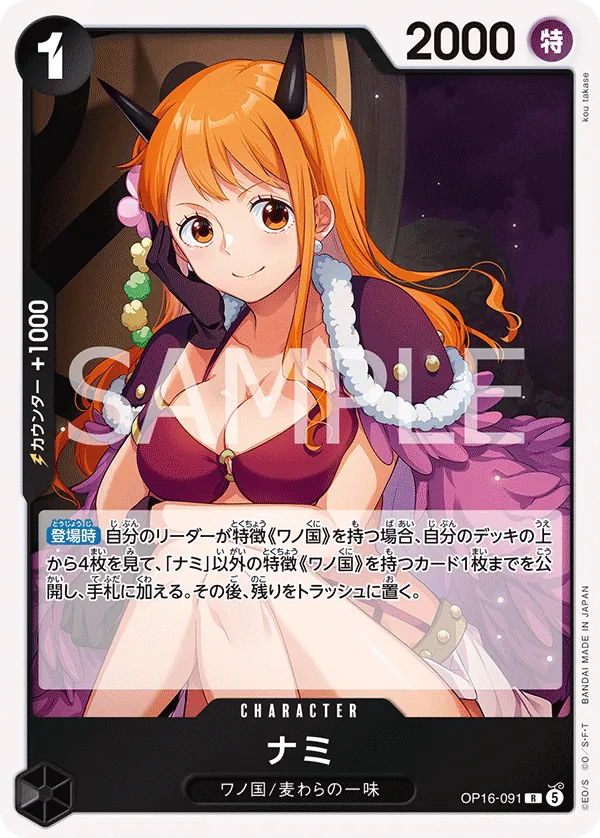 1
2000
特
kou takase
カウンター +1000
SAMPLE
登場時 自分のリーダーが特徴《ワノ国》を持つ場合、自分のデッキの上
から4枚を見て、「ナミ」以外の特徴《ワノ国》を持つカード1枚までを公
開し、手札に加える。その後、残りをトラッシュに置く。
CHARACTER
ナミ
ワノ国/麦わらの一味
OP16-091 R 5
©E.O/S ©O/S・F・T BANDAI MADE IN JAPAN